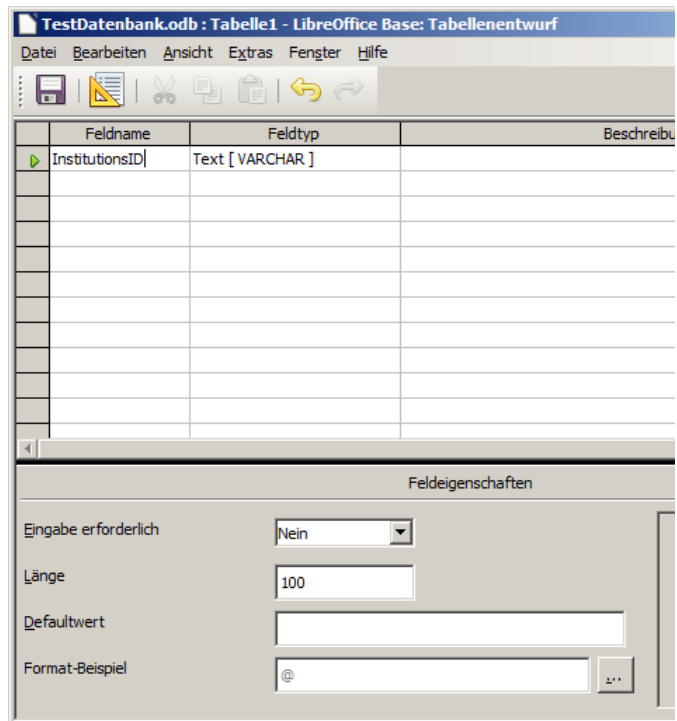 TestDatenbank.odb : Tabelle1 - LibreOffice Base: Tabellenentwurf
Datei Bearbeiten Ansicht Extras Fenster Hilfe
Feldname Feldtyp Beschreibu
InstitutionsID Text [ VARCHAR ]
Feldeigenschaften
Eingabe erforderlich Nein
Länge 100
Defaultwert
Format-Beispiel @ ...